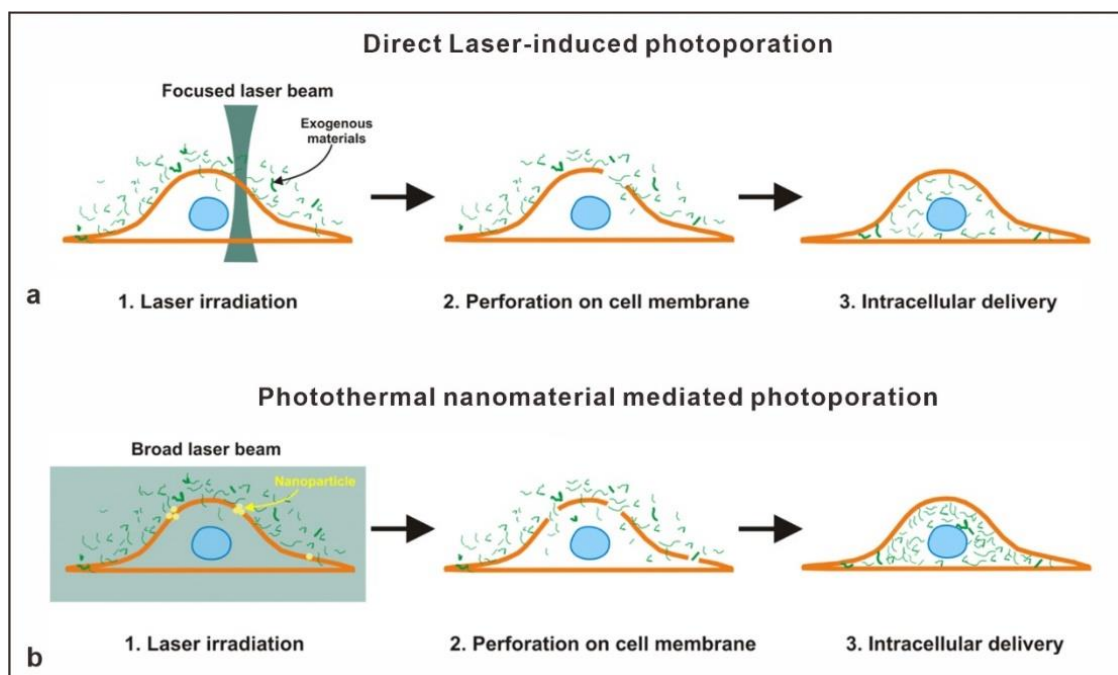 Direct Laser-induced photoporation
Focused laser beam
Exogenous
materials
a
1. Laser irradiation
2. Perforation on cell membrane
3. Intracellular delivery
Photothermal nanomaterial mediated photoporation
Broad laser beam
Nanoparticle
b
1. Laser irradiation
2. Perforation on cell membrane
3. Intracellular delivery